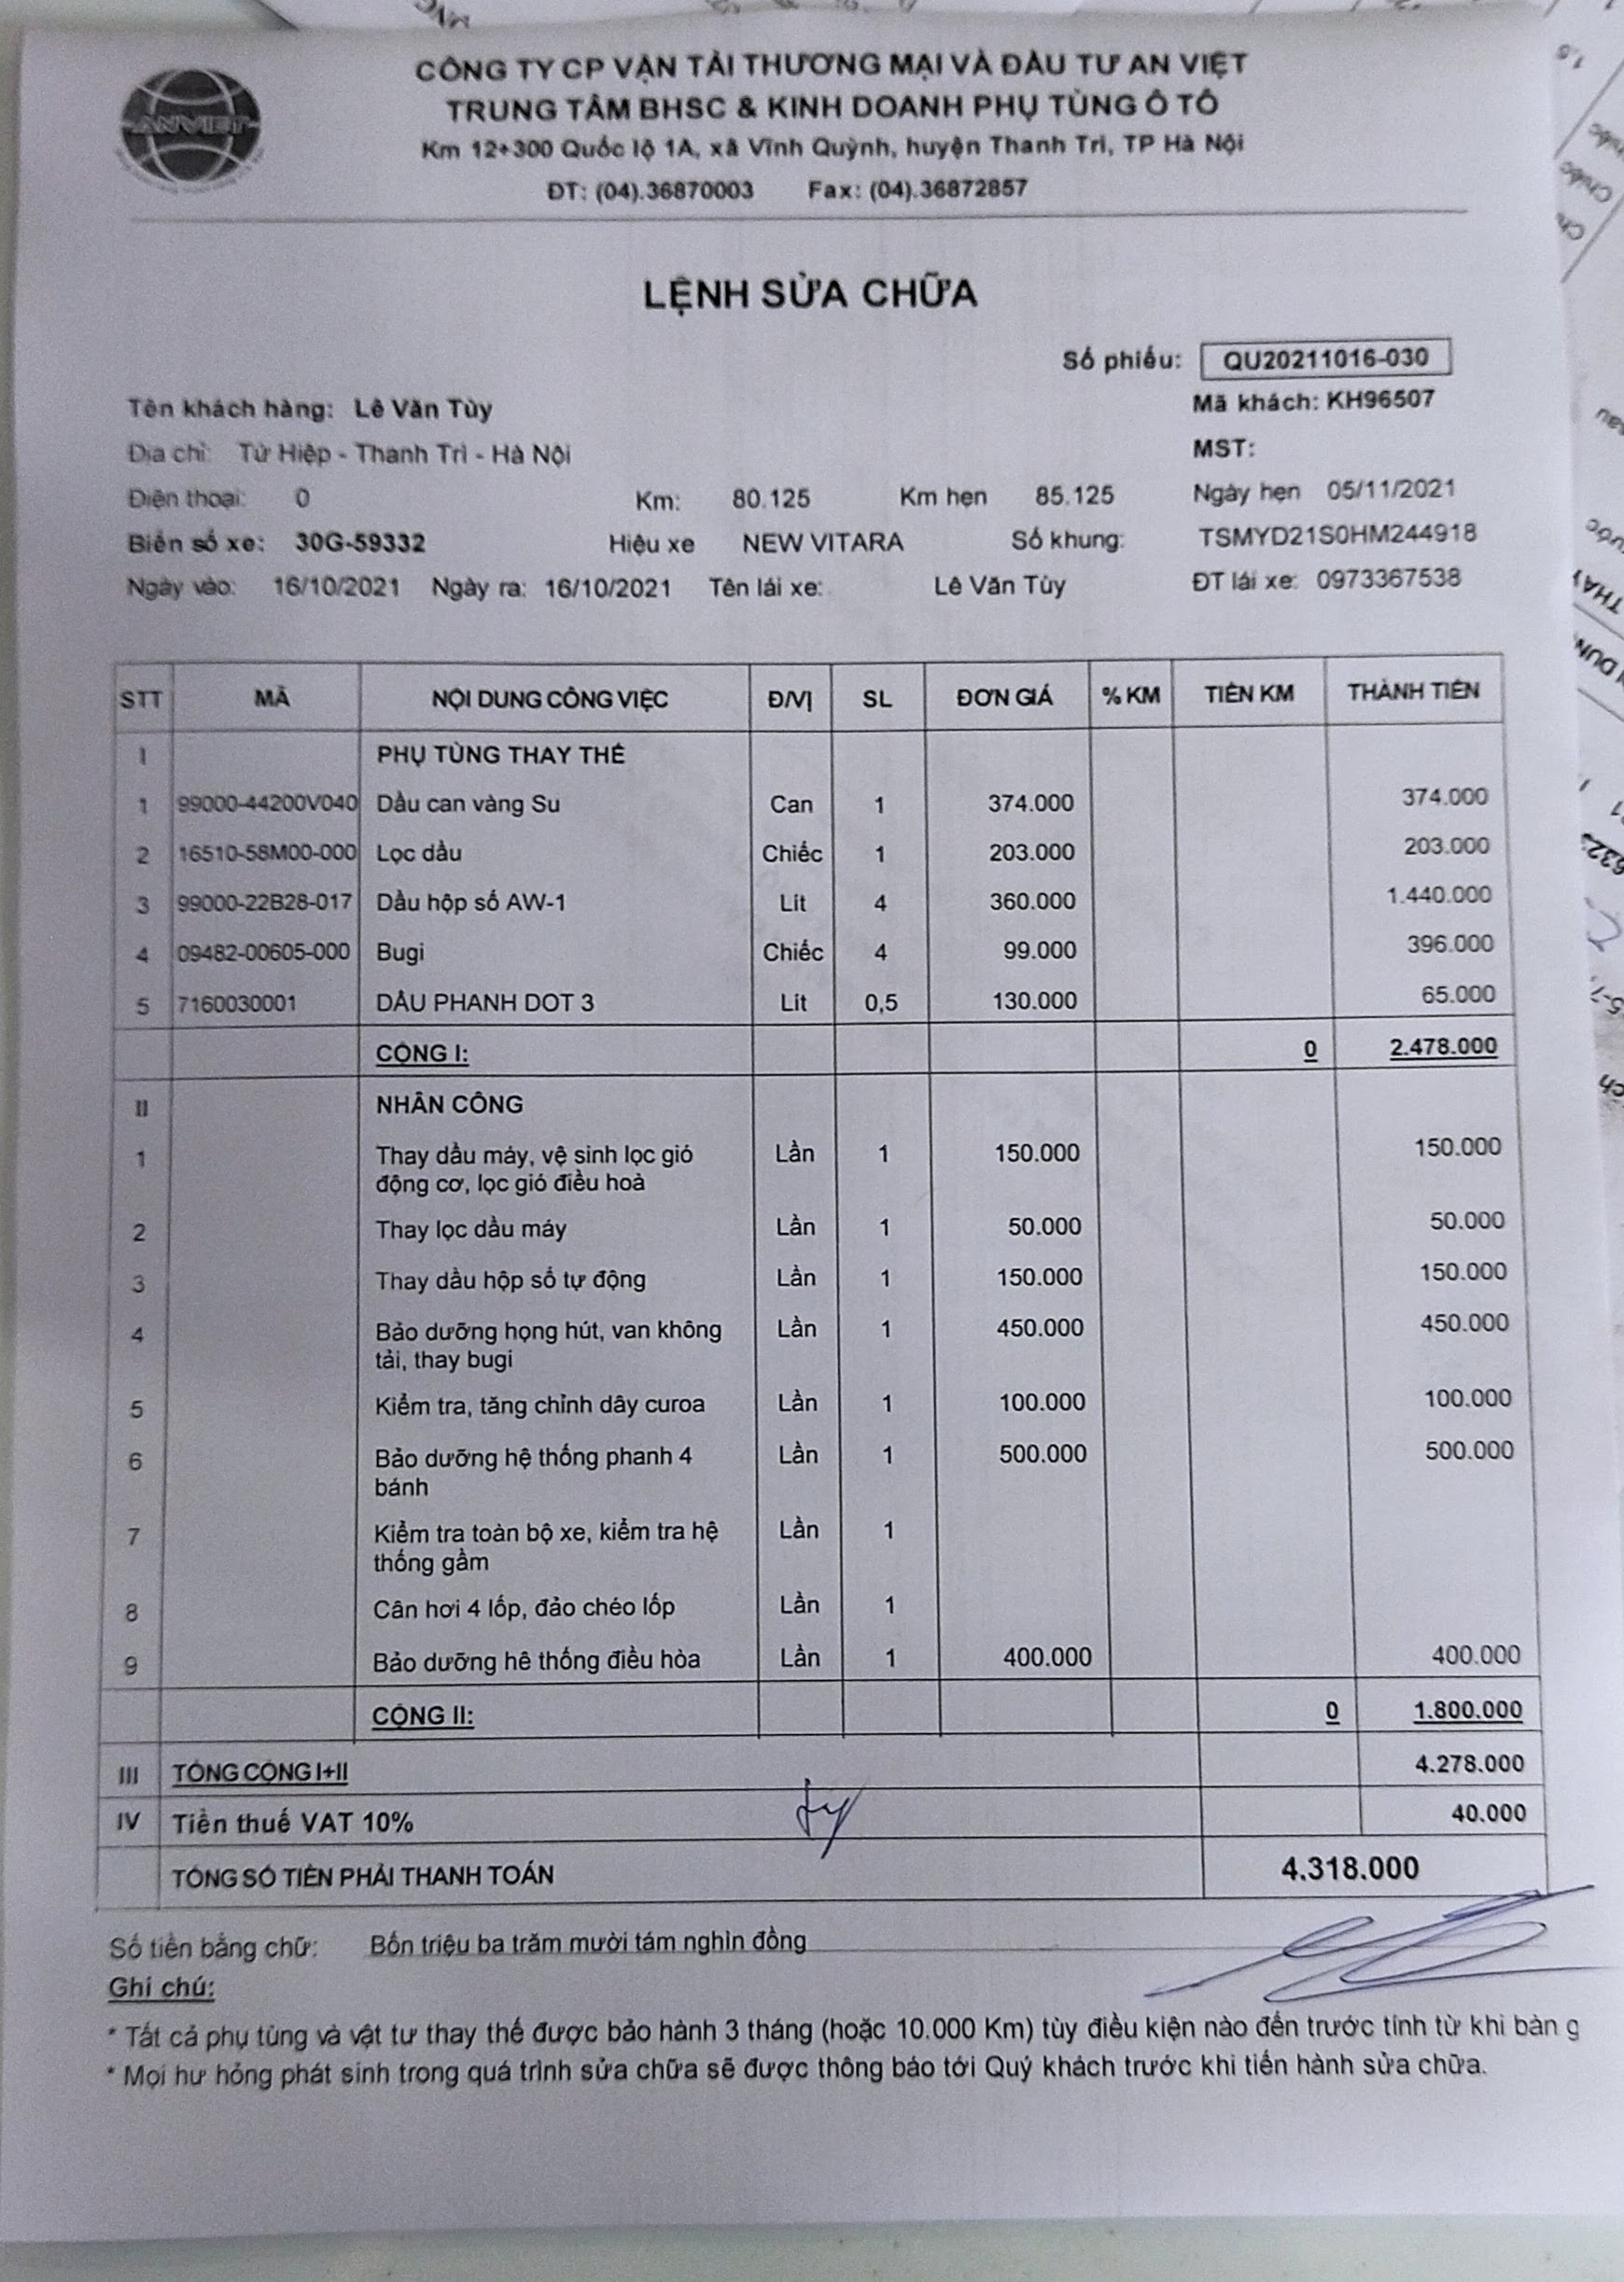 ANVIET
CÔNG TY CP VẬN TẢI THƯƠNG MẠI VÀ ĐẦU TƯ AN VIỆT
TRUNG TÂM BHSC & KINH DOANH PHỤ TÙNG Ô TÔ
Km 12+300 Quốc lộ 1A, xã Vĩnh Quỳnh, huyện Thanh Trì, TP Hà Nội
ĐT: (04).36870003 Fax: (04).36872857
LỆNH SỬA CHỮA
Số phiếu: QU20211016-030
Tên khách hàng: Lê Văn Tùy Mã khách: KH96507
Địa chỉ: Tứ Hiệp - Thanh Trì - Hà Nội MST:
Điện thoại: 0 Km: 80.125 Km hẹn 85.125 Ngày hẹn 05/11/2021
Biển số xe: 30G-59332 Hiệu xe NEW VITARA Số khung: TSMYD21S0HM244918
Ngày vào: 16/10/2021 Ngày ra: 16/10/2021 Tên lái xe: Lê Văn Tùy ĐT lái xe: 0973367538
STT MÃ NỘI DUNG CÔNG VIỆC Đ/VỊ SL ĐƠN GIÁ % KM TIỀN KM THÀNH TIỀN
I PHỤ TÙNG THAY THẾ
1 99000-44200V040 Dầu can vàng Su Can 1 374.000 374.000
2 16510-58M00-000 Lọc dầu Chiếc 1 203.000 203.000
3 99000-22B28-017 Dầu hộp số AW-1 Lít 4 360.000 1.440.000
4 09482-00605-000 Bugi Chiếc 4 99.000 396.000
5 7160030001 DẦU PHANH DOT 3 Lít 0,5 130.000 65.000
CỘNG I: 0 2.478.000
II NHÂN CÔNG
1 Thay dầu máy, vệ sinh lọc gió Lần 1 150.000 150.000
động cơ, lọc gió điều hoà
2 Thay lọc dầu máy Lần 1 50.000 50.000
3 Thay dầu hộp số tự động Lần 1 150.000 150.000
4 Bảo dưỡng họng hút, van không Lần 1 450.000 450.000
tải, thay bugi
5 Kiểm tra, tăng chỉnh dây curoa Lần 1 100.000 100.000
6 Bảo dưỡng hệ thống phanh 4 Lần 1 500.000 500.000
bánh
7 Kiểm tra toàn bộ xe, kiểm tra hệ Lần 1
thống gầm
8 Cân hơi 4 lốp, đảo chéo lốp Lần 1
9 Bảo dưỡng hê thống điều hòa Lần 1 400.000 400.000
CỘNG II: 0 1.800.000
III TỔNG CỘNG I+II 4.278.000
IV Tiền thuế VAT 10% 40.000
TỔNG SỐ TIỀN PHẢI THANH TOÁN 4.318.000
Số tiền bằng chữ: Bốn triệu ba trăm mười tám nghìn đồng
Ghi chú:
* Tất cả phụ tùng và vật tư thay thế được bảo hành 3 tháng (hoặc 10.000 Km) tùy điều kiện nào đến trước tính từ khi bàn g
* Mọi hư hỏng phát sinh trong quá trình sửa chữa sẽ được thông báo tới Quý khách trước khi tiến hành sửa chữa.